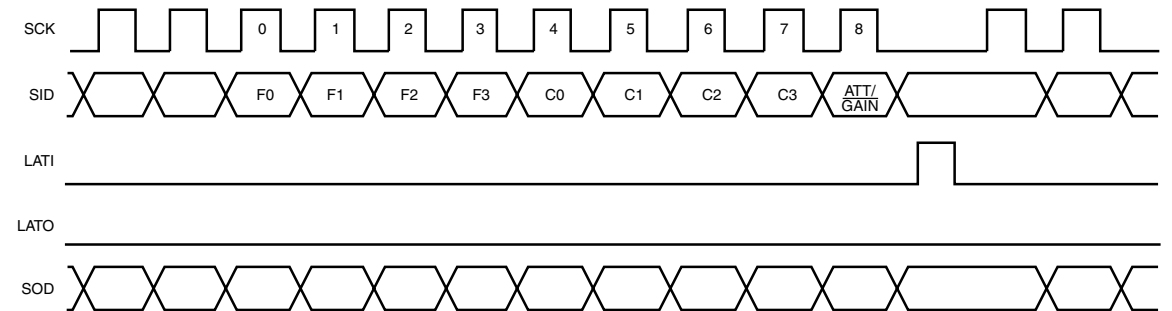 SCK 0 1 2 3 4 5 6 7 8
SID F0 F1 F2 F3 C0 C1 C2 C3 ATT/
GAIN
LATI
LATO
SOD